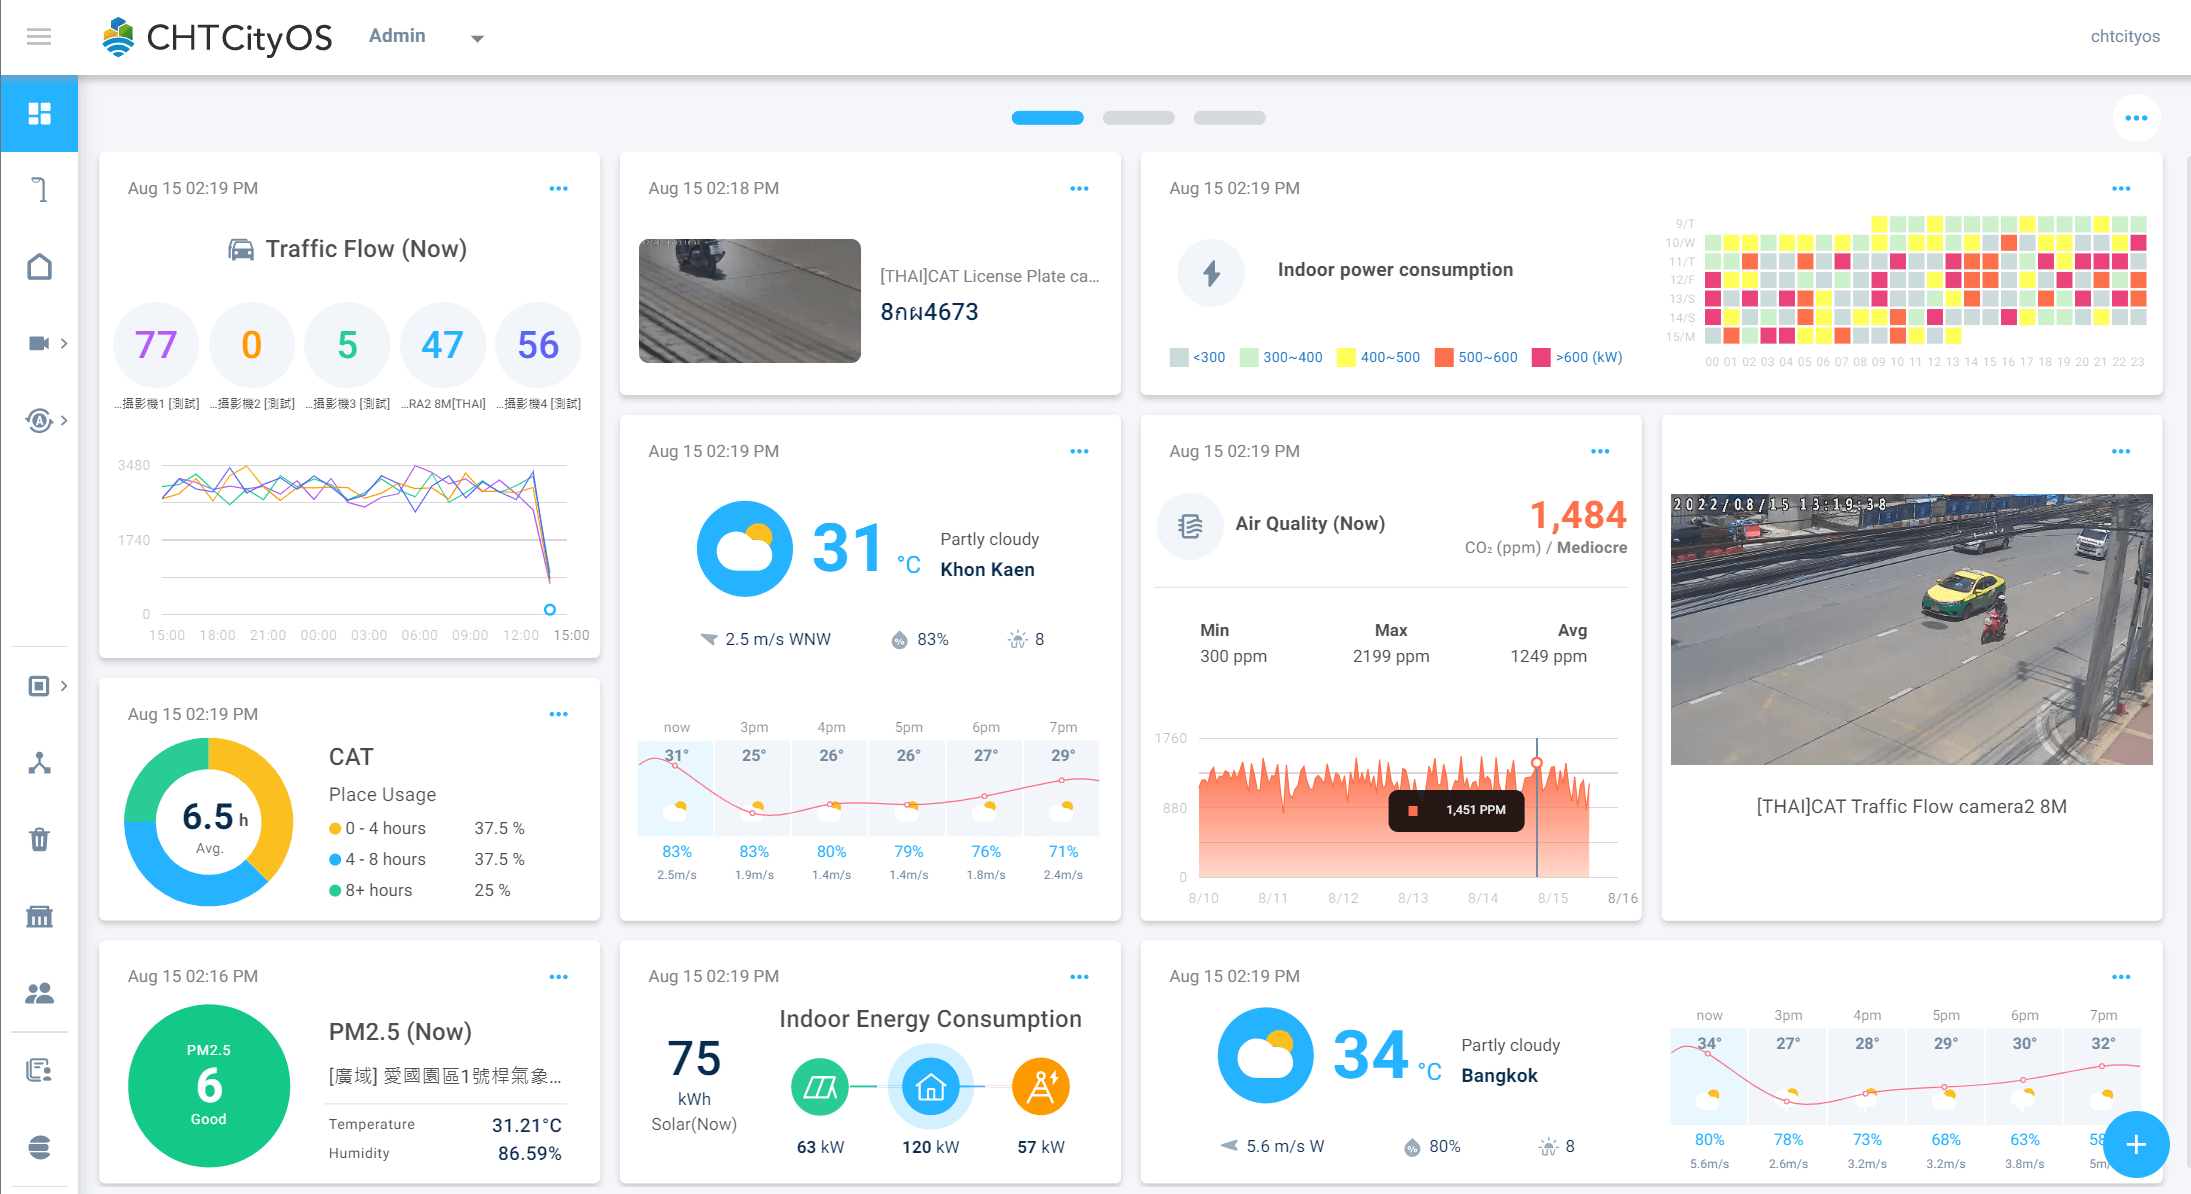 CHTCityOS
Admin
chtcityos
Aug 15 02:19 PM
Traffic Flow (Now)
77
0
5
47
56
...攝影機1 [測試]
...攝影機2 [測試]
...攝影機3 [測試]
...RA2 8M[THAI]
...攝影機4 [測試]
3480
1740
0
15:00 18:00 21:00 00:00 03:00 06:00 09:00 12:00 15:00
Aug 15 02:18 PM
[THAI]CAT License Plate ca...
8กผ4673
Aug 15 02:19 PM
Indoor power consumption
<300
300~400
400~500
500~600
>600 (kW)
9/T
10/W
11/T
12/F
13/S
14/S
15/M
00 01 02 03 04 05 06 07 08 09 10 11 12 13 14 15 16 17 18 19 20 21 22 23
Aug 15 02:19 PM
31 °C
Partly cloudy
Khon Kaen
2.5 m/s WNW
83%
8
now 3pm 4pm 5pm 6pm 7pm
31° 25° 26° 26° 27° 29°
83% 83% 80% 79% 76% 71%
2.5m/s 1.9m/s 1.4m/s 1.4m/s 1.8m/s 2.4m/s
Aug 15 02:19 PM
Air Quality (Now)
1,484
CO₂ (ppm) / Mediocre
Min Max Avg
300 ppm 2199 ppm 1249 ppm
1760
880
0
1,451 PPM
8/10 8/11 8/12 8/13 8/14 8/15 8/16
2022/08/15 13:19:38
[THAI]CAT Traffic Flow camera2 8M
Aug 15 02:19 PM
6.5 h
Avg.
CAT
Place Usage
0 - 4 hours 37.5 %
4 - 8 hours 37.5 %
8+ hours 25 %
Aug 15 02:16 PM
PM2.5
6
Good
PM2.5 (Now)
[廣域] 愛國園區1號桿氣象...
Temperature 31.21°C
Humidity 86.59%
Aug 15 02:19 PM
Indoor Energy Consumption
75
kWh
Solar(Now)
63 kW
120 kW
57 kW
Aug 15 02:19 PM
34 °C
Partly cloudy
Bangkok
5.6 m/s W
80%
8
now 3pm 4pm 5pm 6pm 7pm
34° 27° 28° 29° 30° 32°
80% 78% 73% 68% 63%
5.6m/s 2.6m/s 3.2m/s 3.2m/s 3.8m/s